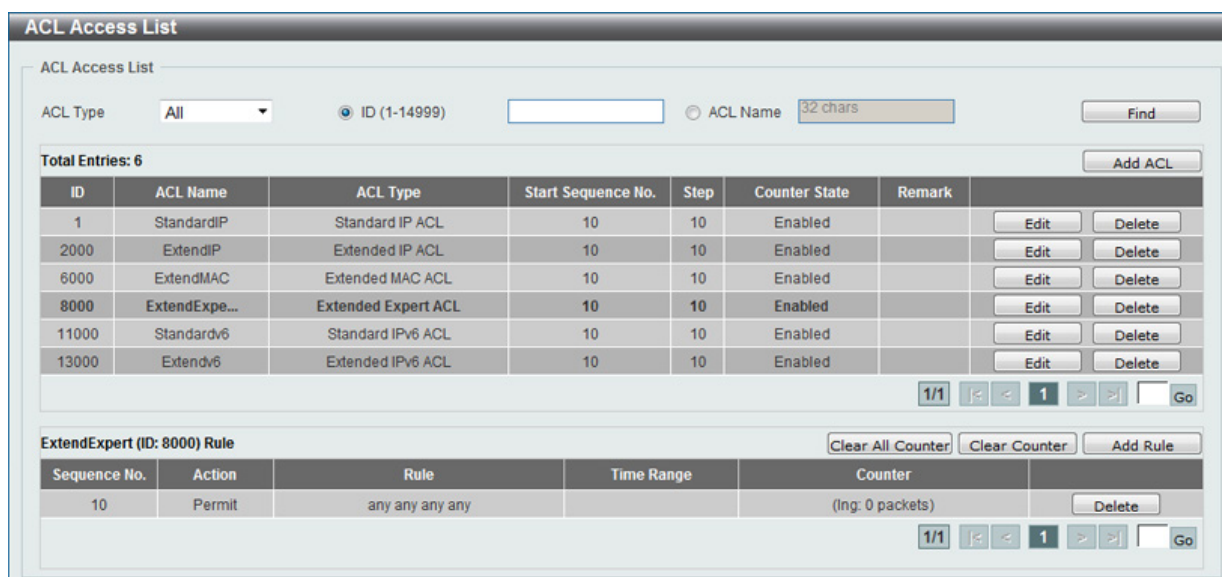 ACL Access List
ACL Access List
ACL Type All ID (1-14999) ACL Name 32 chars Find
Total Entries: 6 Add ACL
ID ACL Name ACL Type Start Sequence No. Step Counter State Remark
1 StandardIP Standard IP ACL 10 10 Enabled Edit Delete
2000 ExtendIP Extended IP ACL 10 10 Enabled Edit Delete
6000 ExtendMAC Extended MAC ACL 10 10 Enabled Edit Delete
8000 ExtendExpe... Extended Expert ACL 10 10 Enabled Edit Delete
11000 Standardv6 Standard IPv6 ACL 10 10 Enabled Edit Delete
13000 Extendv6 Extended IPv6 ACL 10 10 Enabled Edit Delete
1/1 |< < 1 > >| Go
ExtendExpert (ID: 8000) Rule Clear All Counter Clear Counter Add Rule
Sequence No. Action Rule Time Range Counter
10 Permit any any any any (Ing: 0 packets) Delete
1/1 |< < 1 > >| Go